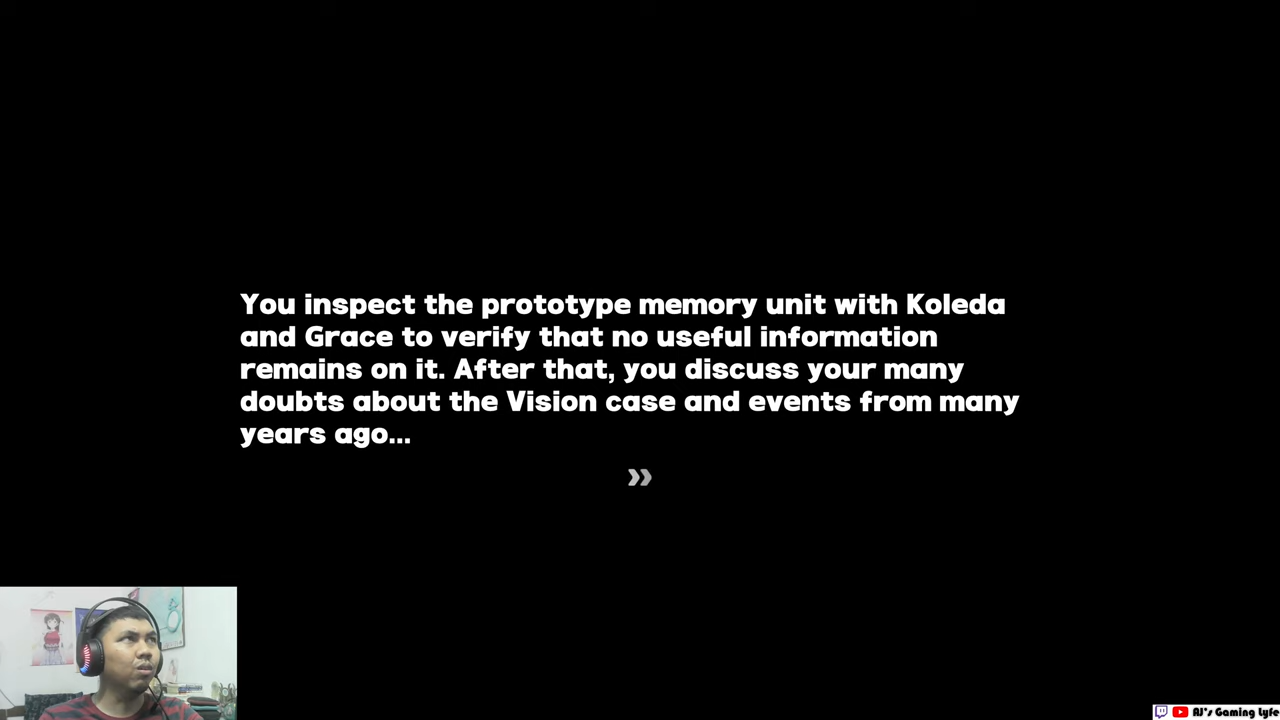 You inspect the prototype memory unit with Koleda
and Grace to verify that no useful information
remains on it. After that, you discuss your many
doubts about the Vision case and events from many
years ago...
AJ's Gaming Lyfe